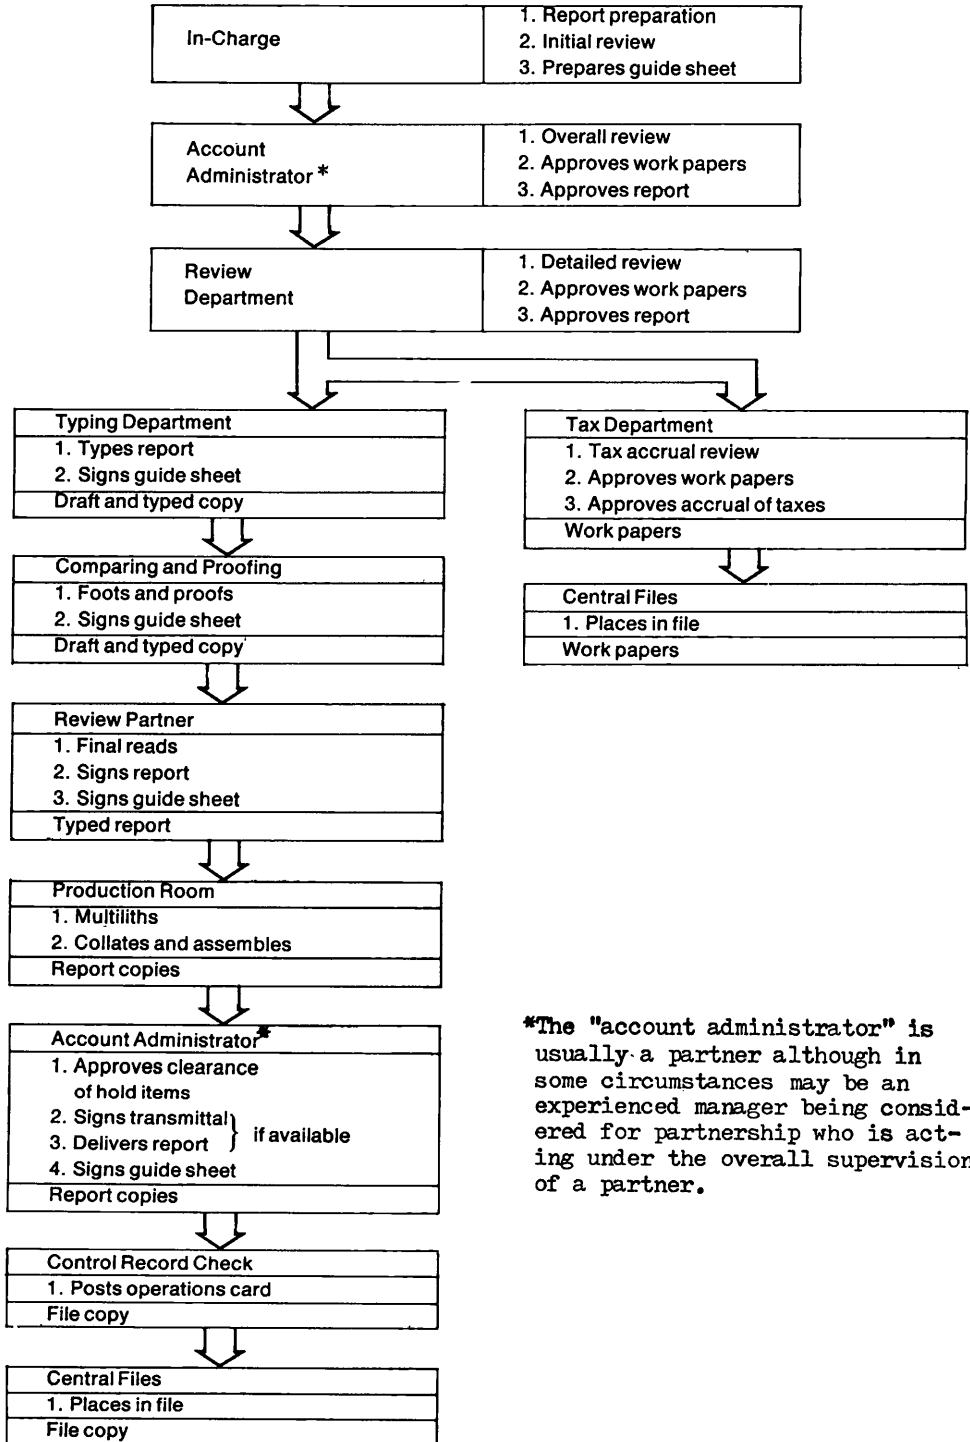 In-Charge
1. Report preparation
2. Initial review
3. Prepares guide sheet
Account
Administrator *
1. Overall review
2. Approves work papers
3. Approves report
Review
Department
1. Detailed review
2. Approves work papers
3. Approves report
Typing Department
1. Types report
2. Signs guide sheet
Draft and typed copy
Tax Department
1. Tax accrual review
2. Approves work papers
3. Approves accrual of taxes
Work papers
Comparing and Proofing
1. Foots and proofs
2. Signs guide sheet
Draft and typed copy
Central Files
1. Places in file
Work papers
Review Partner
1. Final reads
2. Signs report
3. Signs guide sheet
Typed report
Production Room
1. Multiliths
2. Collates and assembles
Report copies
Account Administrator*
1. Approves clearance
of hold items
2. Signs transmittal
3. Delivers report
if available
4. Signs guide sheet
Report copies
*The "account administrator" is
usually a partner although in
some circumstances may be an
experienced manager being consid-
ered for partnership who is act-
ing under the overall supervision
of a partner.
Control Record Check
1. Posts operations card
File copy
Central Files
1. Places in file
File copy